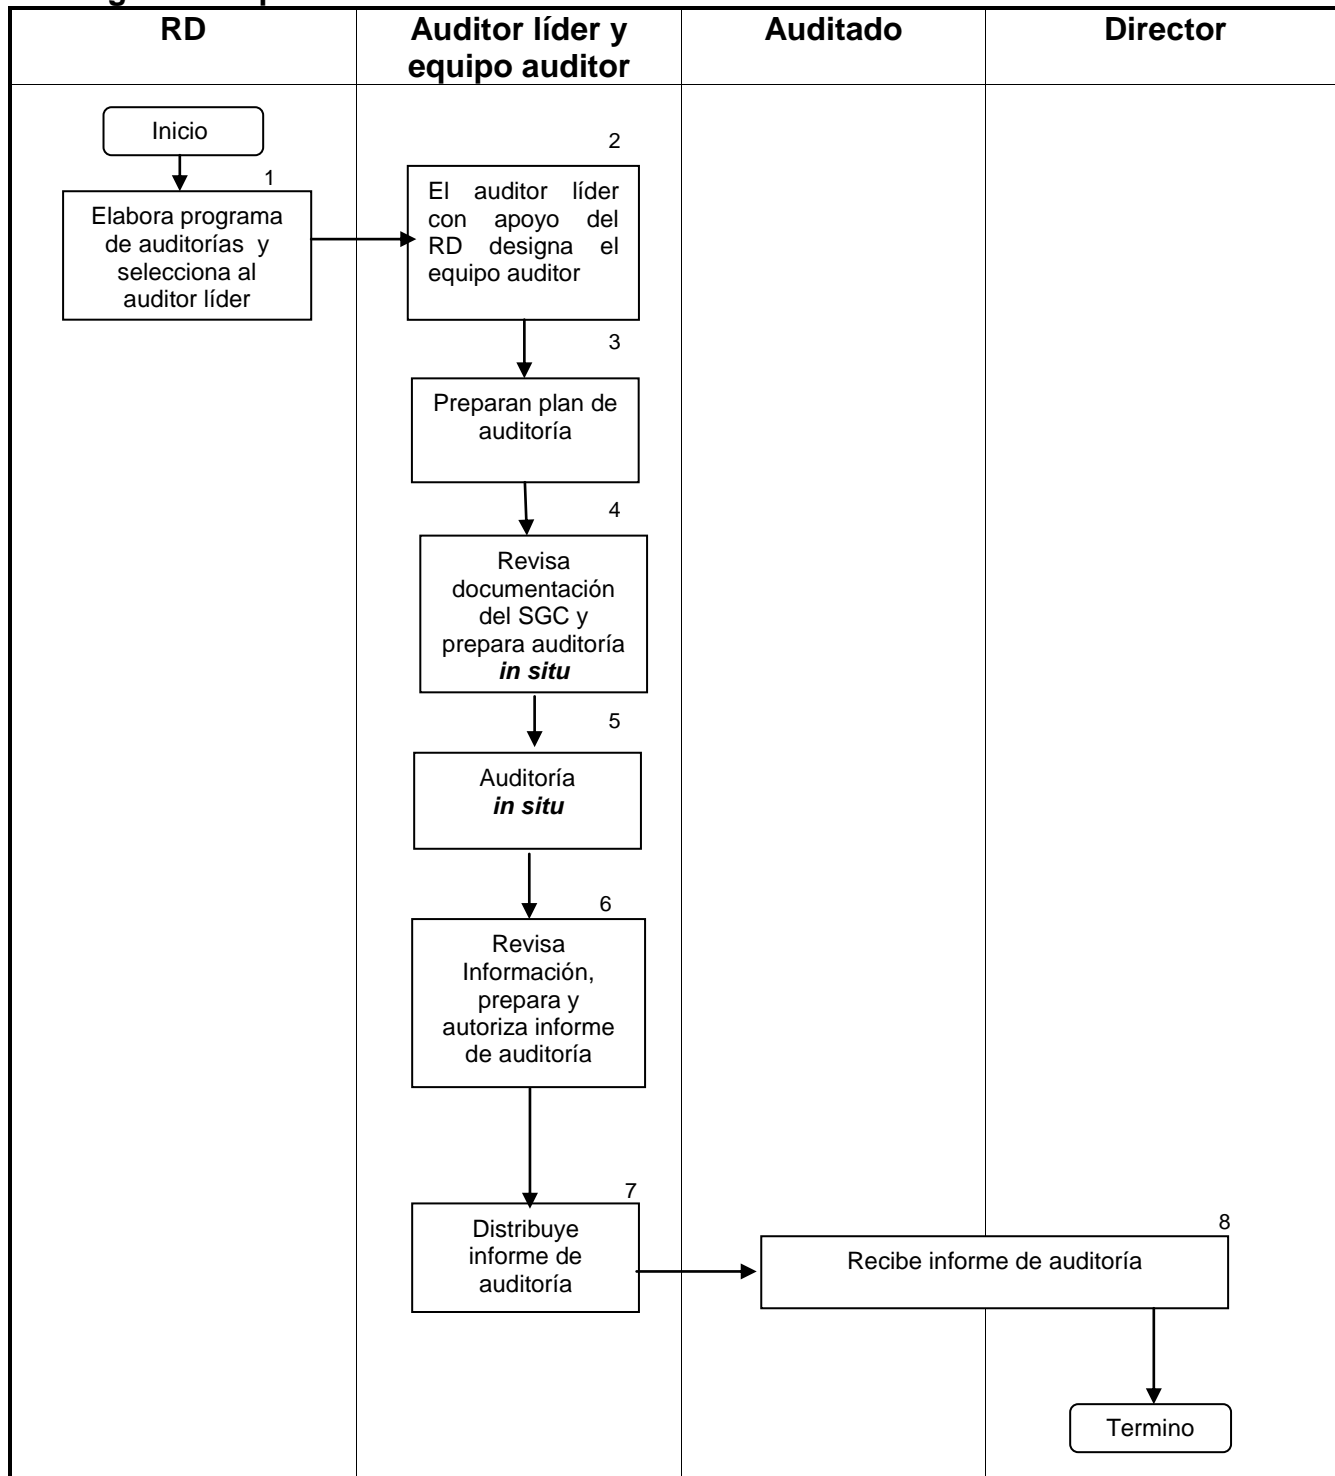 RD
Auditor líder y
equipo auditor
Auditado
Director
Inicio
1
Elabora programa
de auditorías y
selecciona al
auditor líder
2
El auditor líder
con apoyo del
RD designa el
equipo auditor
3
Preparan plan de
auditoría
4
Revisa
documentación
del SGC y
prepara auditoría
in situ
5
Auditoría
in situ
6
Revisa
Información,
prepara y
autoriza informe
de auditoría
7
Distribuye
informe de
auditoría
8
Recibe informe de auditoría
Termino